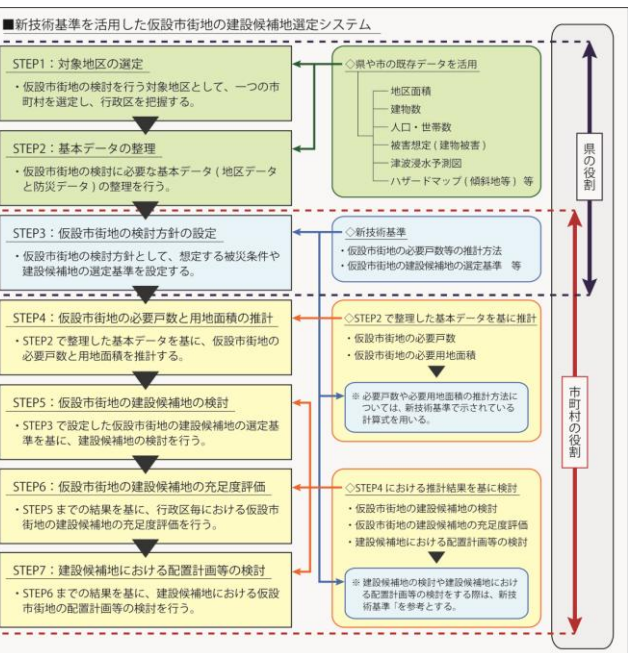 ■新技術基準を活用した仮設市街地の建設候補地選定システム
STEP1：対象地区の選定
・仮設市街地の検討を行う対象地区として、一つの市
町村を選定し、行政区を把握する。
STEP2：基本データの整理
・仮設市街地の検討に必要な基本データ（地区データ
と防災データ）の整理を行う。
STEP3：仮設市街地の検討方針の設定
・仮設市街地の検討方針として、想定する被災条件や
建設候補地の選定基準を設定する。
STEP4：仮設市街地の必要戸数と用地面積の推計
・STEP2 で整理した基本データを基に、仮設市街地の
必要戸数と用地面積を推計する。
STEP5：仮設市街地の建設候補地の検討
・STEP3 で設定した仮設市街地の建設候補地の選定基
準を基に、建設候補地の検討を行う。
STEP6：仮設市街地の建設候補地の充足度評価
・STEP5 までの結果を基に、行政区毎における仮設市
街地の建設候補地の充足度評価を行う。
STEP7：建設候補地における配置計画等の検討
・STEP6 までの結果を基に、建設候補地における仮設
市街地の配置計画等の検討を行う。
◇県や市の既存データを活用
地区面積
建物数
人口・世帯数
被害想定（建物被害）
津波浸水予測図
ハザードマップ（傾斜地等）等
◇新技術基準
・仮設市街地の必要戸数等の推計方法
・仮設市街地の建設候補地の選定基準　等
◇STEP2 で整理した基本データを基に推計
・仮設市街地の必要戸数
・仮設市街地の必要用地面積
※ 必要戸数や必要用地面積の推計方法に
ついては、新技術基準で示されている
計算式を用いる。
◇STEP4 における推計結果を基に検討
・仮設市街地の建設候補地の検討
・仮設市街地の建設候補地の充足度評価
・建設候補地における配置計画等の検討
※ 建設候補地の検討や建設候補地におけ
る配置計画等の検討をする際は、新技
術基準「を参考とする。
県の役割
市町村の役割